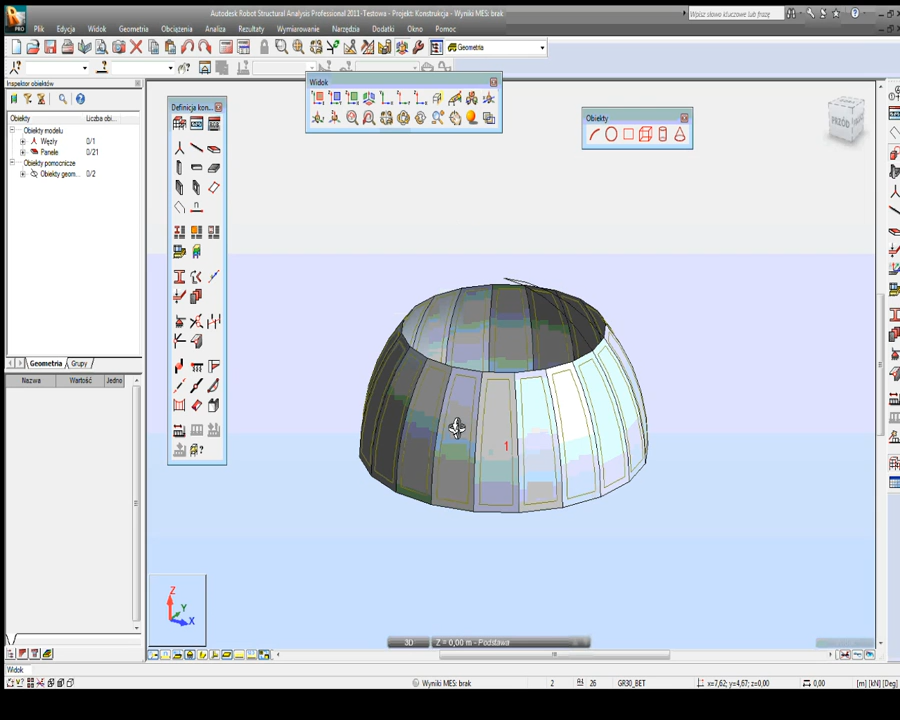 Autodesk Robot Structural Analysis Professional 2011-Testowa - Projekt: Konstrukcja - Wyniki MES: brak
Wpisz słowo kluczowe lub frazę
PRO
Plik Edycja Widok Geometria Obciążenia Analiza Rezultaty Wymiarowanie Narzędzia Dodatki Okno Pomoc
Geometria
Inspektor obiektów
Widok
Definicja kon...
Obiekty
PRZÓD
Obiekty Liczba obi...
Obiekty modelu
Węzły 0/1
Panele 0/21
Obiekty pomocnicze
Obiekty geom... 0/2
Geometria Grupy
Nazwa Wartość Jedno
1
Z
Y
X
3D Z = 0,00 m - Podstawa
Widok
Wyniki MES: brak 2 26 GR30_BET x=7,62; y=4,67; z=0,00 0,00 [m] [kN] [Deg]